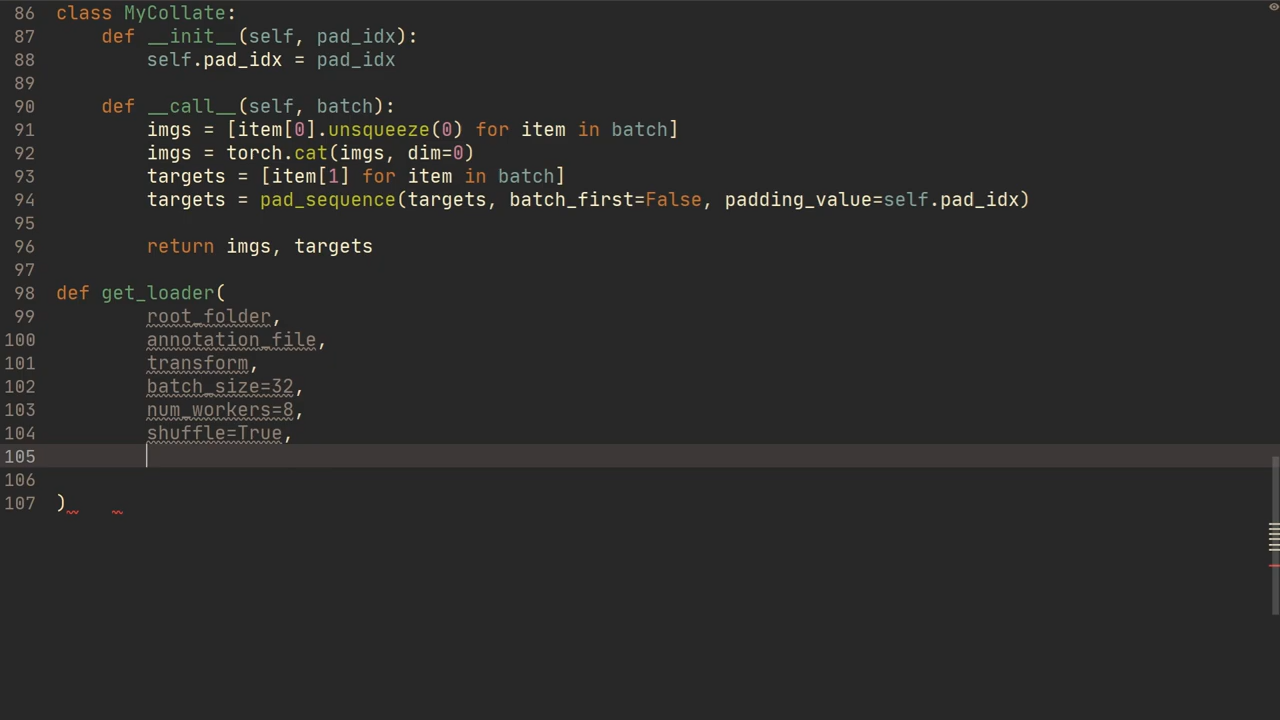 86 class MyCollate:
87     def __init__(self, pad_idx):
88         self.pad_idx = pad_idx
89
90     def __call__(self, batch):
91         imgs = [item[0].unsqueeze(0) for item in batch]
92         imgs = torch.cat(imgs, dim=0)
93         targets = [item[1] for item in batch]
94         targets = pad_sequence(targets, batch_first=False, padding_value=self.pad_idx)
95
96         return imgs, targets
97
98 def get_loader(
99         root_folder,
100         annotation_file,
101         transform,
102         batch_size=32,
103         num_workers=8,
104         shuffle=True,
105
106
107 )